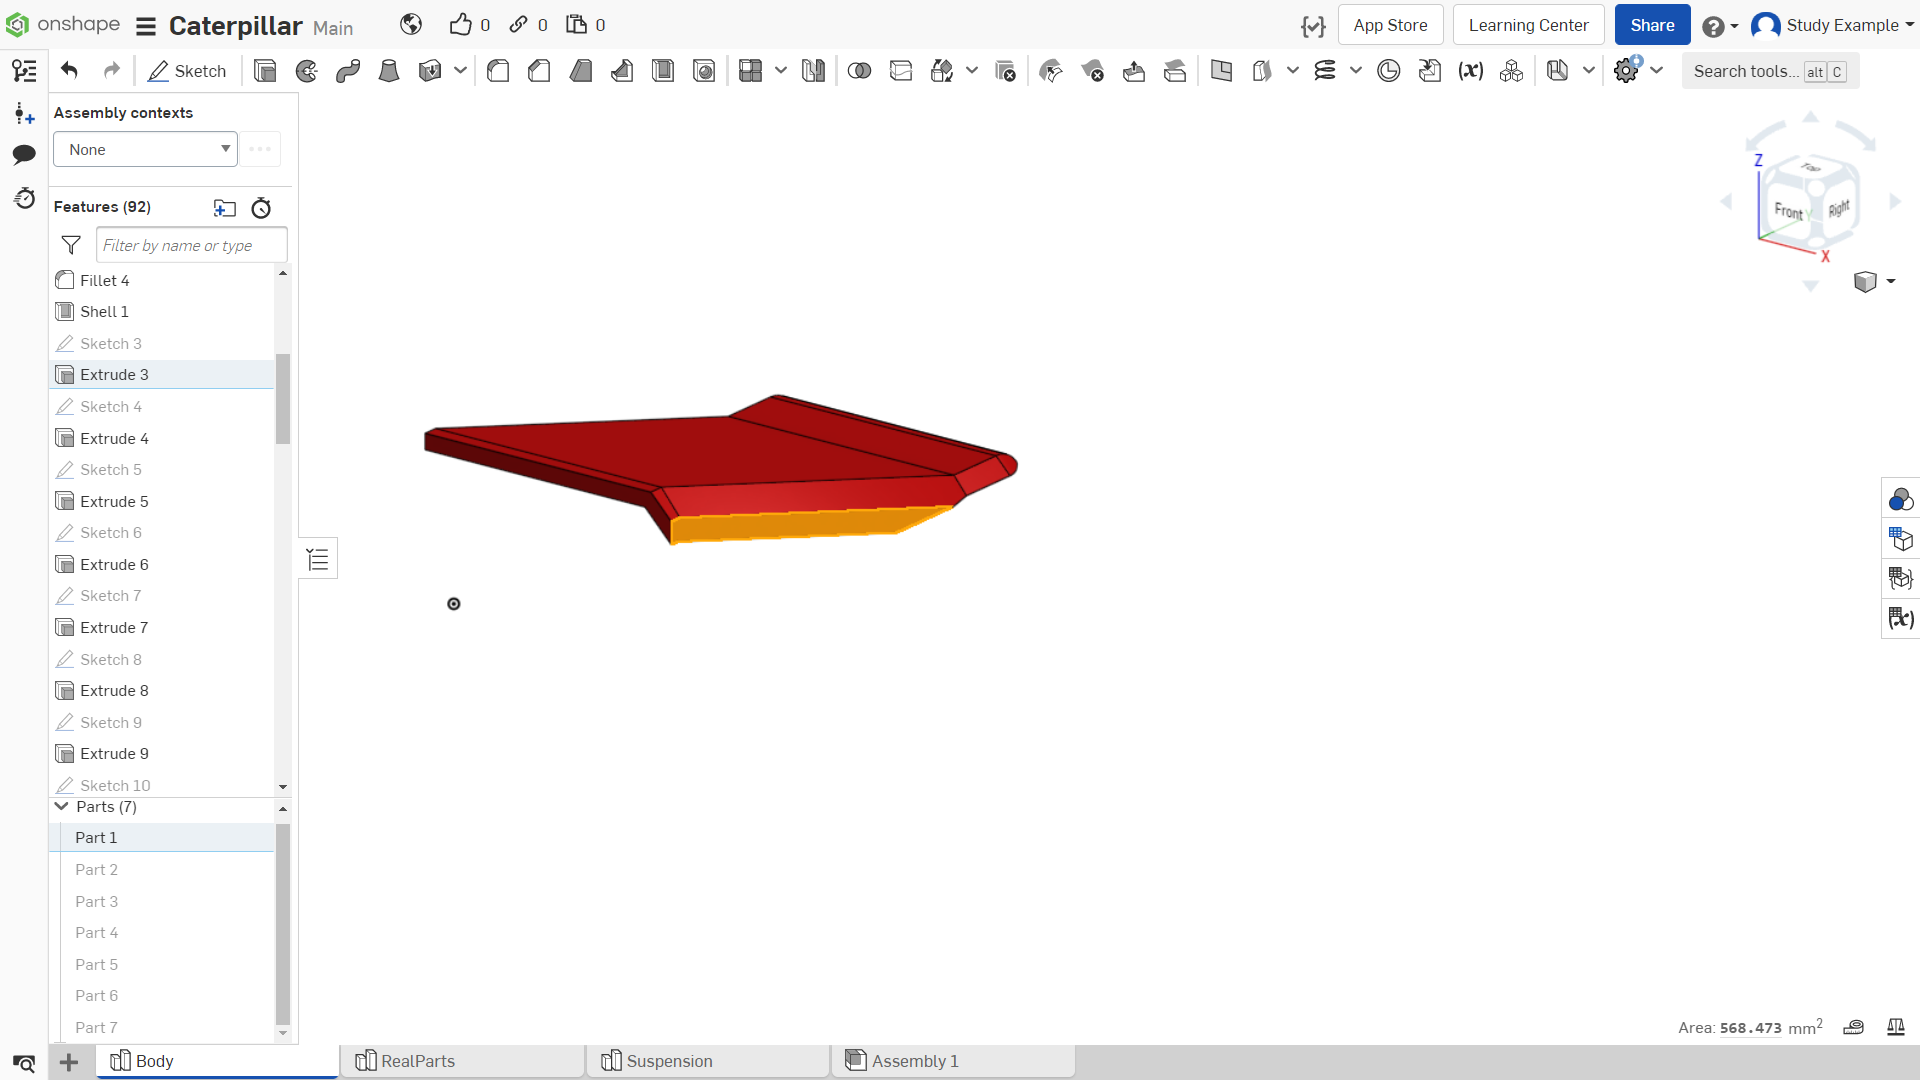 onshape Caterpillar Main 0 0 0 App Store Learning Center Share Study Example
Sketch Search tools... alt C
Assembly contexts
None
Features (92)
Filter by name or type
Fillet 4
Shell 1
Sketch 3
Extrude 3
Sketch 4
Extrude 4
Sketch 5
Extrude 5
Sketch 6
Extrude 6
Sketch 7
Extrude 7
Sketch 8
Extrude 8
Sketch 9
Extrude 9
Sketch 10
Parts (7)
Part 1
Part 2
Part 3
Part 4
Part 5
Part 6
Part 7
Z
Top
Front Y Right
X
Area: 568.473 mm²
Body RealParts Suspension Assembly 1